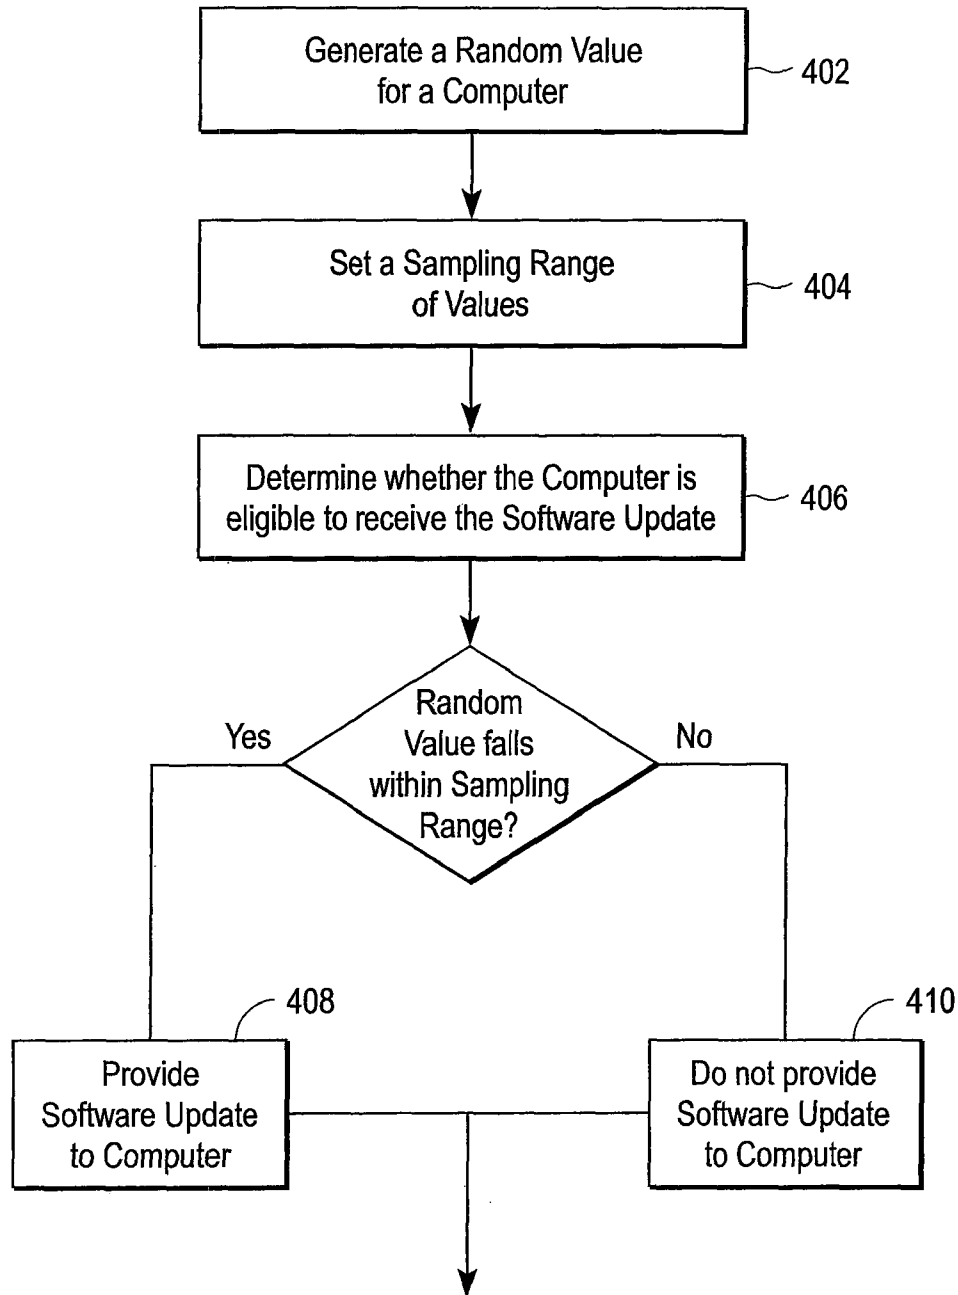 Generate a Random Value
for a Computer
402
Set a Sampling Range
of Values
404
Determine whether the Computer is
eligible to receive the Software Update
406
Random
Value falls
within Sampling
Range?
Yes
No
408
Provide
Software Update
to Computer
410
Do not provide
Software Update
to Computer